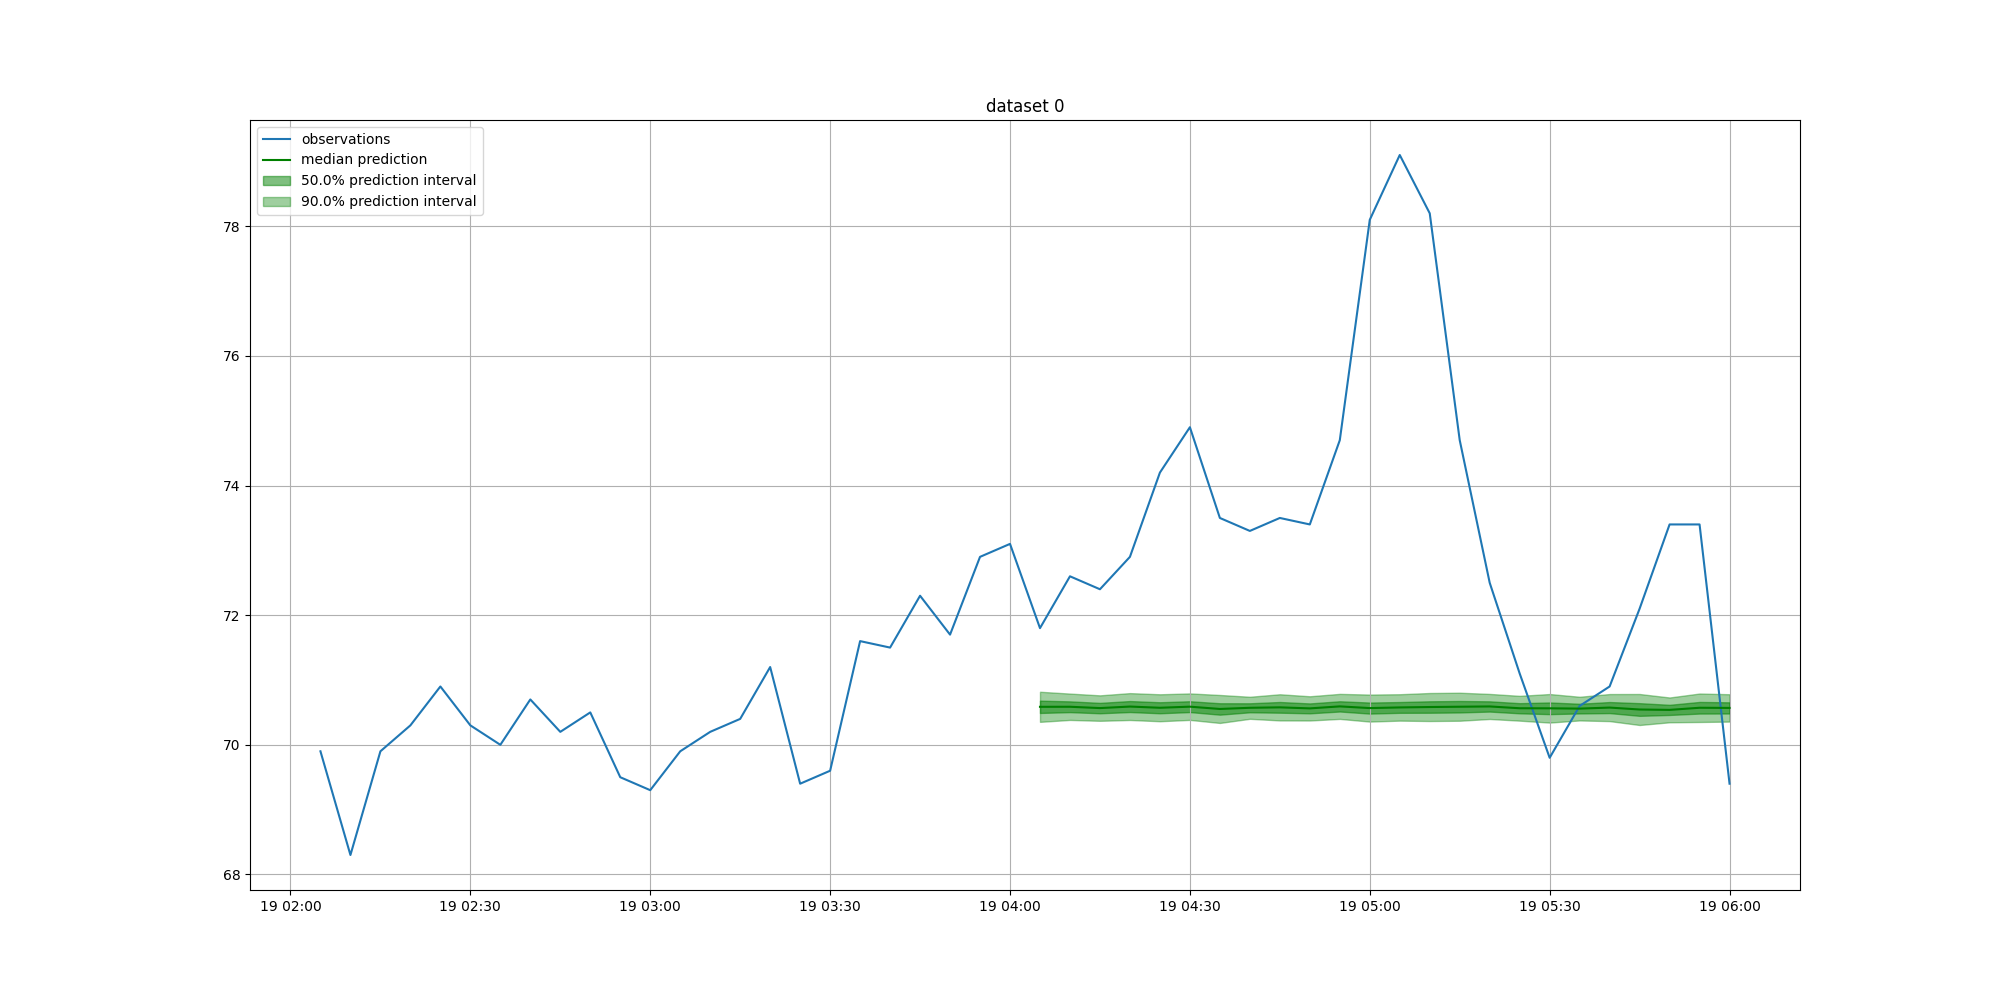 dataset 0
observations
median prediction
50.0% prediction interval
90.0% prediction interval
78
76
74
72
70
68
19 02:00 19 02:30 19 03:00 19 03:30 19 04:00 19 04:30 19 05:00 19 05:30 19 06:00